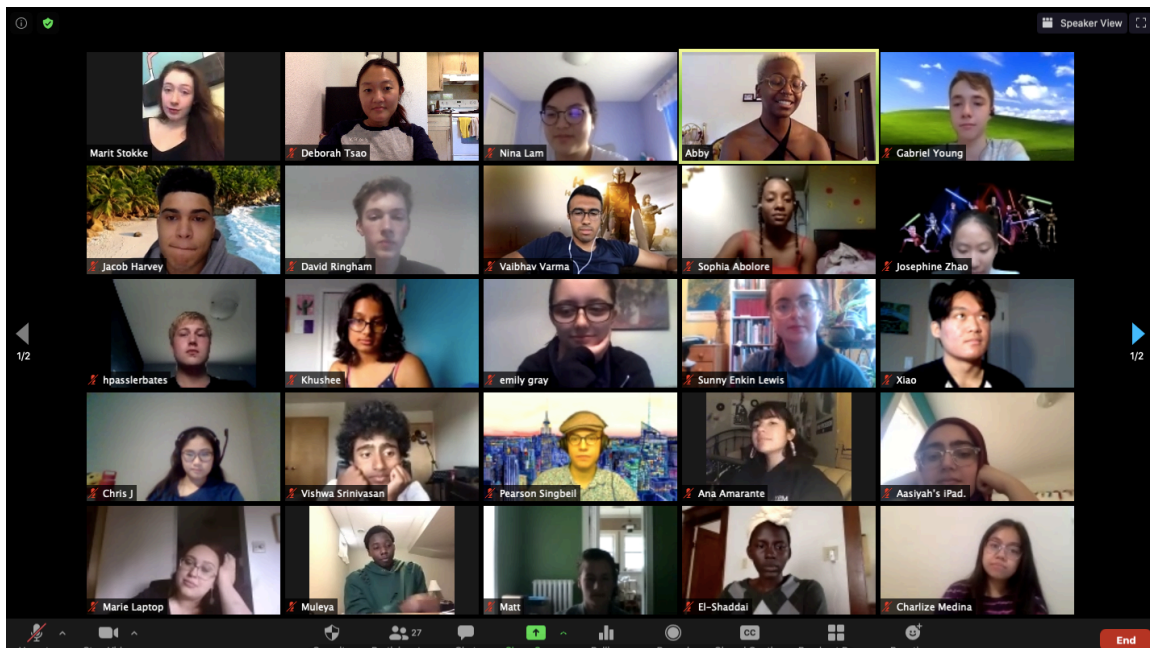 Speaker View
Marit Stokke
Deborah Tsao
Nina Lam
Abby
Gabriel Young
Jacob Harvey
David Ringham
Vaibhav Varma
Sophia Abolore
Josephine Zhao
1/2
1/2
hpasslerbates
Khushee
emily gray
Sunny Enkin Lewis
Xiao
Chris J
Vishwa Srinivasan
Pearson Singbeil
Ana Amarante
Aasiyah's iPad.
Marie Laptop
Muleya
Matt
El-Shaddai
Charlize Medina
27
CC
End